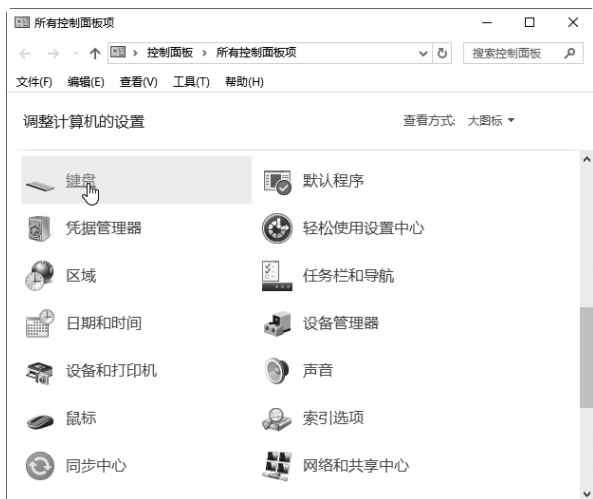 所有控制面板项
控制面板 › 所有控制面板项
搜索控制面板
文件(F) 编辑(E) 查看(V) 工具(T) 帮助(H)
调整计算机的设置
查看方式: 大图标
键盘
默认程序
凭据管理器
轻松使用设置中心
区域
任务栏和导航
日期和时间
设备管理器
设备和打印机
声音
鼠标
索引选项
同步中心
网络和共享中心